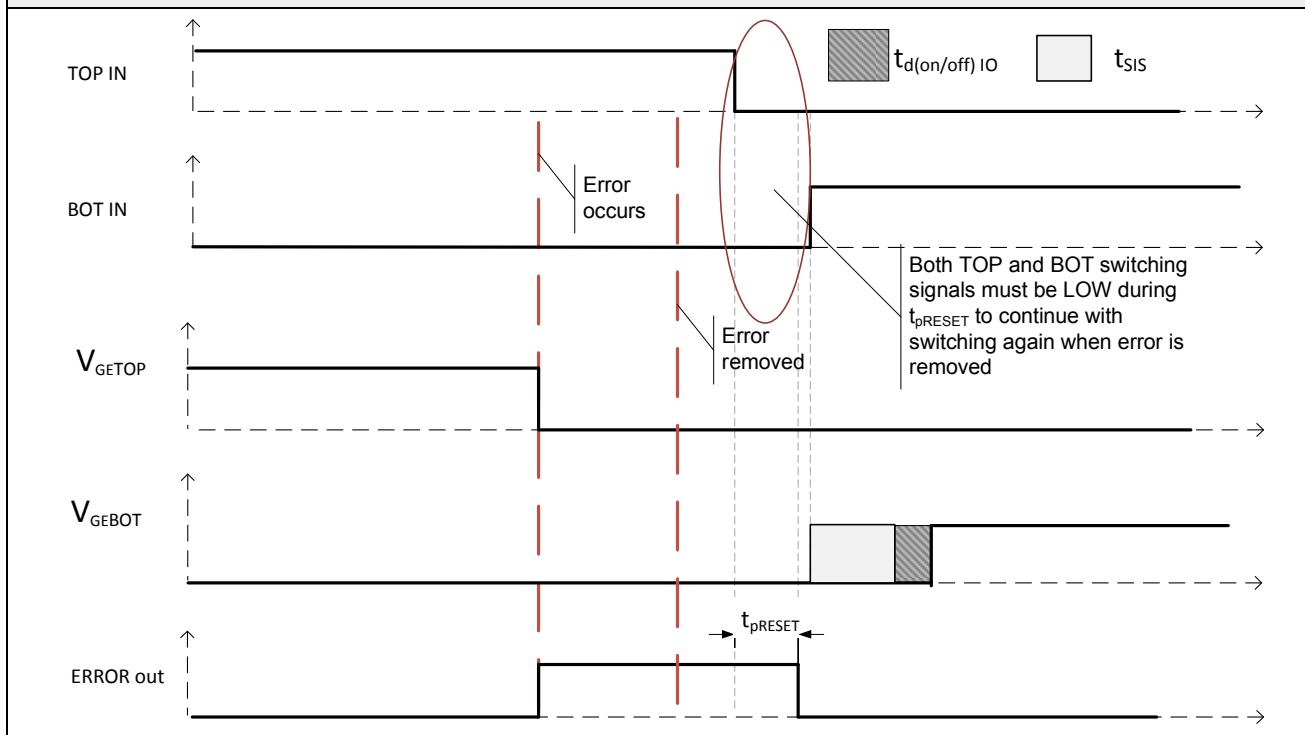 TOP IN
t_d(on/off) IO
t_SIS
BOT IN
Error
occurs
Both TOP and BOT switching
signals must be LOW during
t_pRESET to continue with
switching again when error is
removed
Error
removed
V_GETOP
V_GEBOT
t_pRESET
ERROR out